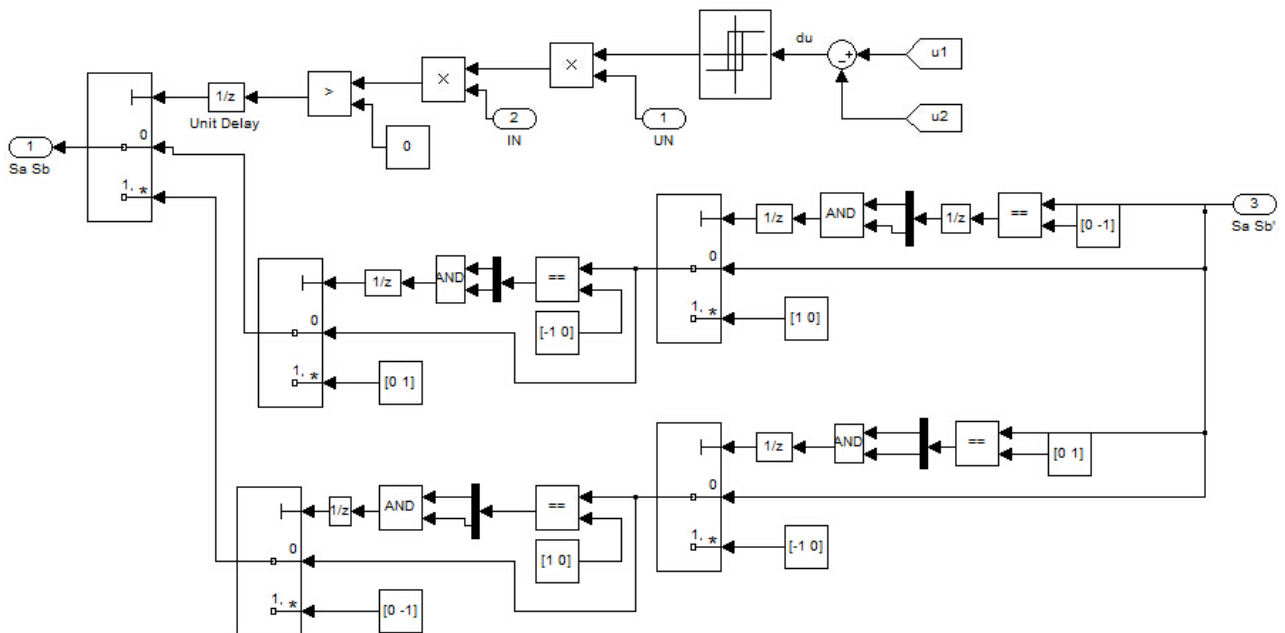 du
u1
u2
×
×
>
1/z
Unit Delay
2
IN
1
UN
0
0
1, *
1
Sa Sb
3
Sa Sb'
==
[0 -1]
1/z
AND
1/z
0
1, *
[1 0]
==
[-1 0]
AND
1/z
0
1, *
[0 1]
==
[0 1]
AND
1/z
0
1, *
[-1 0]
==
[1 0]
AND
1/z
0
1, *
[0 -1]